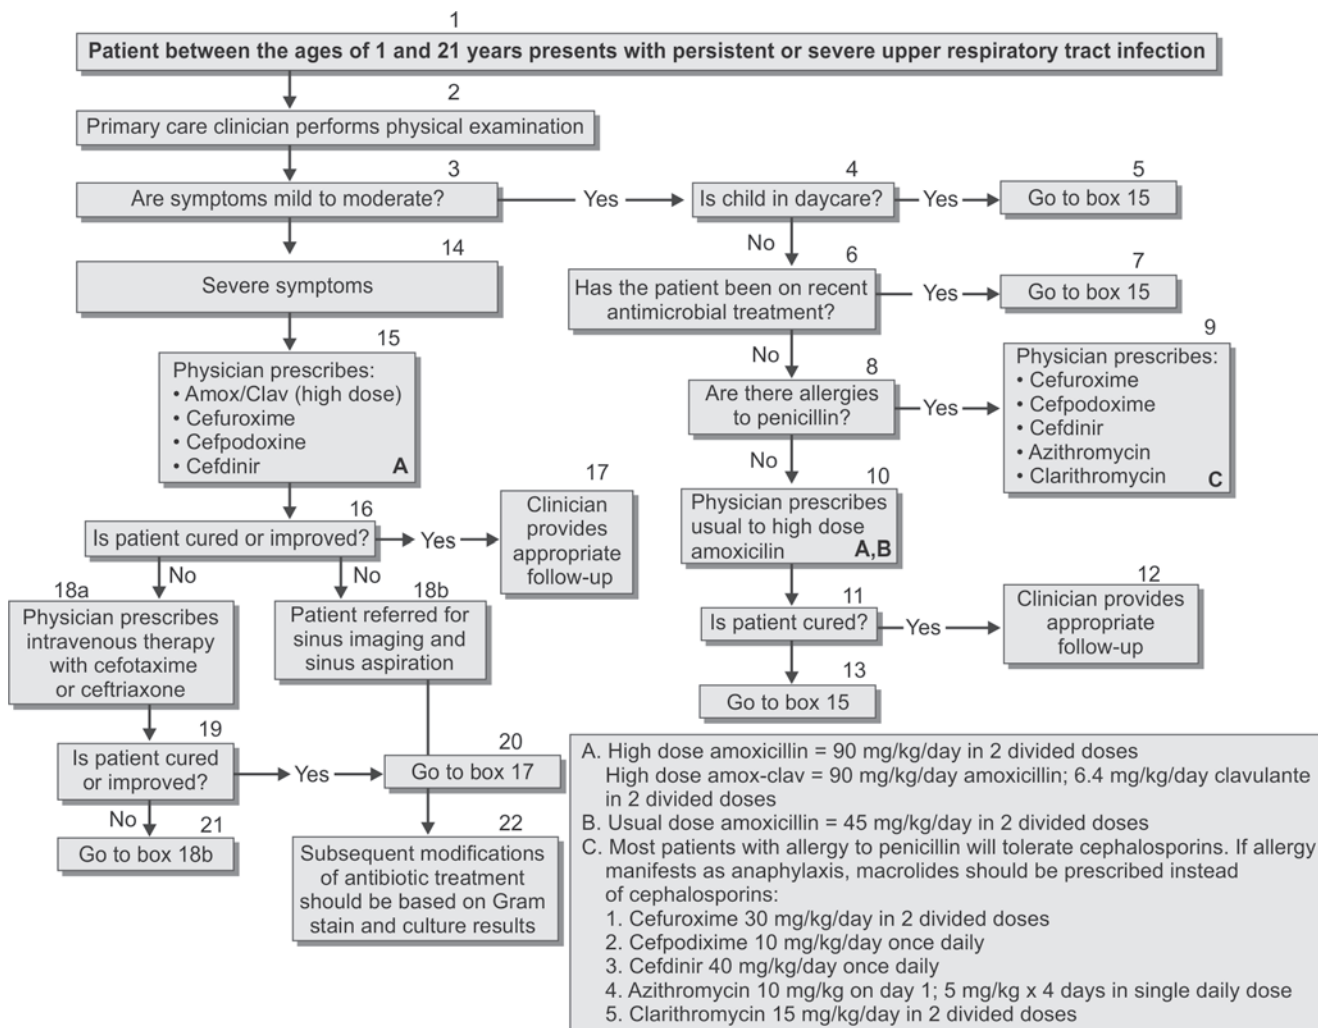 1
Patient between the ages of 1 and 21 years presents with persistent or severe upper respiratory tract infection
2
Primary care clinician performs physical examination
3
Are symptoms mild to moderate?
Yes
4
Is child in daycare?
Yes
5
Go to box 15
No
14
Severe symptoms
6
Has the patient been on recent
antimicrobial treatment?
Yes
7
Go to box 15
No
15
Physician prescribes:
• Amox/Clav (high dose)
• Cefuroxime
• Cefpodoxine
• Cefdinir
A
8
Are there allergies
to penicillin?
Yes
9
Physician prescribes:
• Cefuroxime
• Cefpodoxime
• Cefdinir
• Azithromycin
• Clarithromycin
C
No
16
Is patient cured or improved?
Yes
17
Clinician
provides
appropriate
follow-up
10
Physician prescribes
usual to high dose
amoxicilin
A,B
No
No
18a
Physician prescribes
intravenous therapy
with cefotaxime
or ceftriaxone
18b
Patient referred for
sinus imaging and
sinus aspiration
11
Is patient cured?
Yes
12
Clinician provides
appropriate
follow-up
13
Go to box 15
19
Is patient cured
or improved?
Yes
20
Go to box 17
No
21
Go to box 18b
22
Subsequent modifications
of antibiotic treatment
should be based on Gram
stain and culture results
A. High dose amoxicillin = 90 mg/kg/day in 2 divided doses
High dose amox-clav = 90 mg/kg/day amoxicillin; 6.4 mg/kg/day clavulante
in 2 divided doses
B. Usual dose amoxicillin = 45 mg/kg/day in 2 divided doses
C. Most patients with allergy to penicillin will tolerate cephalosporins. If allergy
manifests as anaphylaxis, macrolides should be prescribed instead
of cephalosporins:
1. Cefuroxime 30 mg/kg/day in 2 divided doses
2. Cefpodixime 10 mg/kg/day once daily
3. Cefdinir 40 mg/kg/day once daily
4. Azithromycin 10 mg/kg on day 1; 5 mg/kg x 4 days in single daily dose
5. Clarithromycin 15 mg/kg/day in 2 divided doses